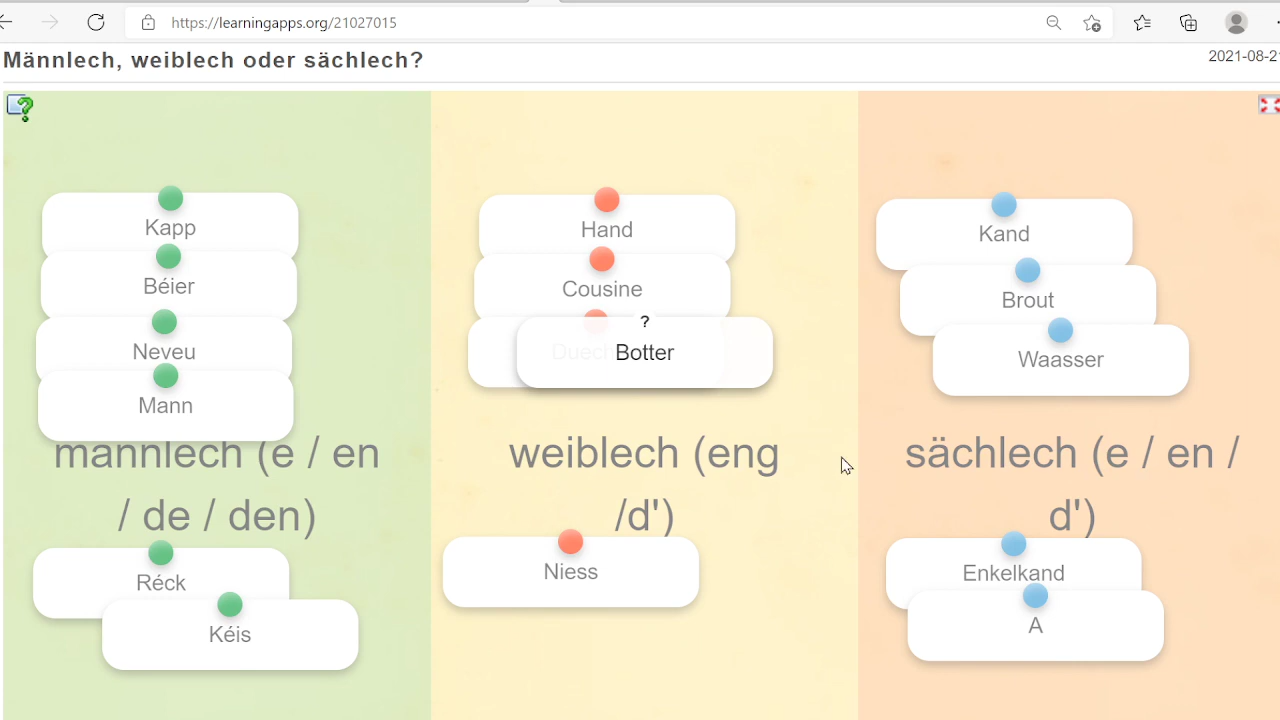 https://learningapps.org/21027015
Männlech, weiblech oder sächlech?
2021-08-21
Kapp
Béier
Neveu
Mann
männlech (e / en
/ de / den)
Réck
Kéis
Hand
Cousine
?
Botter
weiblech (eng
/d')
Niess
Kand
Brout
Waasser
sächlech (e / en /
d')
Enkelkand
A